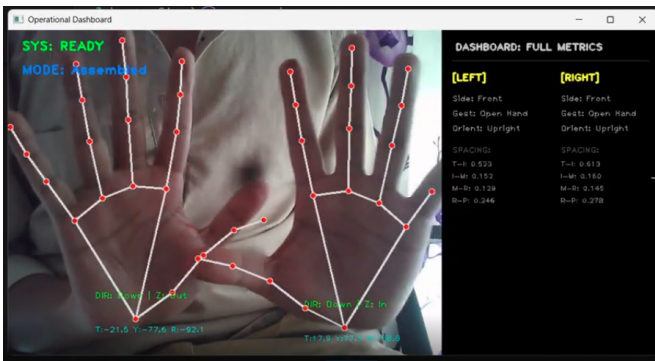 Operational Dashboard
SYS: READY
MODE: Assembled
DIR: Down | Z: Out
T:-21.5 Y:-77.6 R:-92.1
DIR: Down | Z: In
DASHBOARD: FULL METRICS
[LEFT]
Side: Front
Gest: Open Hand
Orient: Upright
SPACING:
T-I: 0.523
I-M: 0.153
M-R: 0.139
R-P: 0.246
[RIGHT]
Side: Front
Gest: Open Hand
Orient: Upright
SPACING:
T-I: 0.613
I-M: 0.160
M-R: 0.145
R-P: 0.278